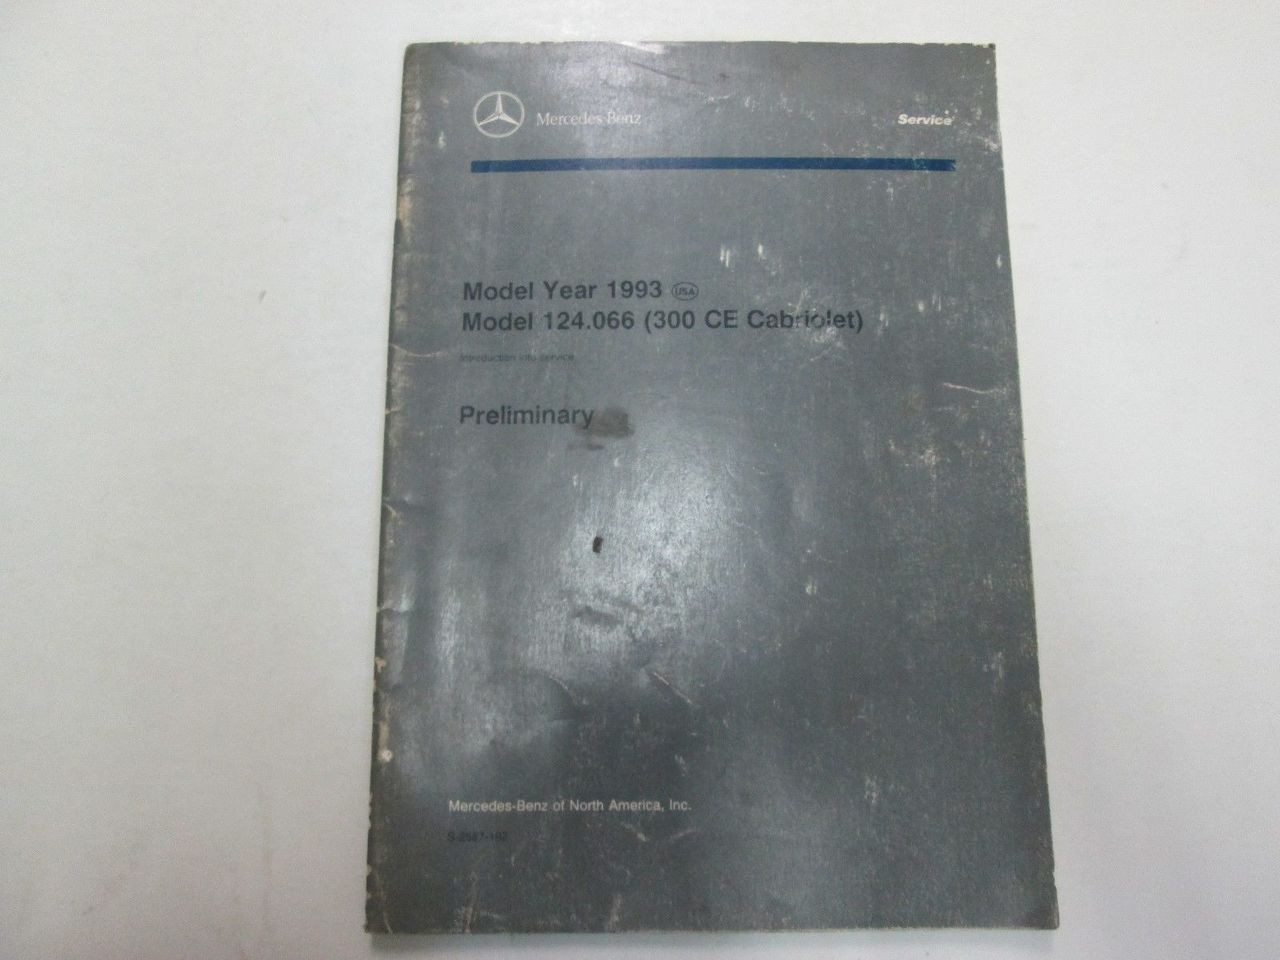 Mercedes-Benz
Service
Model Year 1993 USA
Model 124.066 (300 CE Cabriolet)
Introduction into service
Preliminary
Mercedes-Benz of North America, Inc.